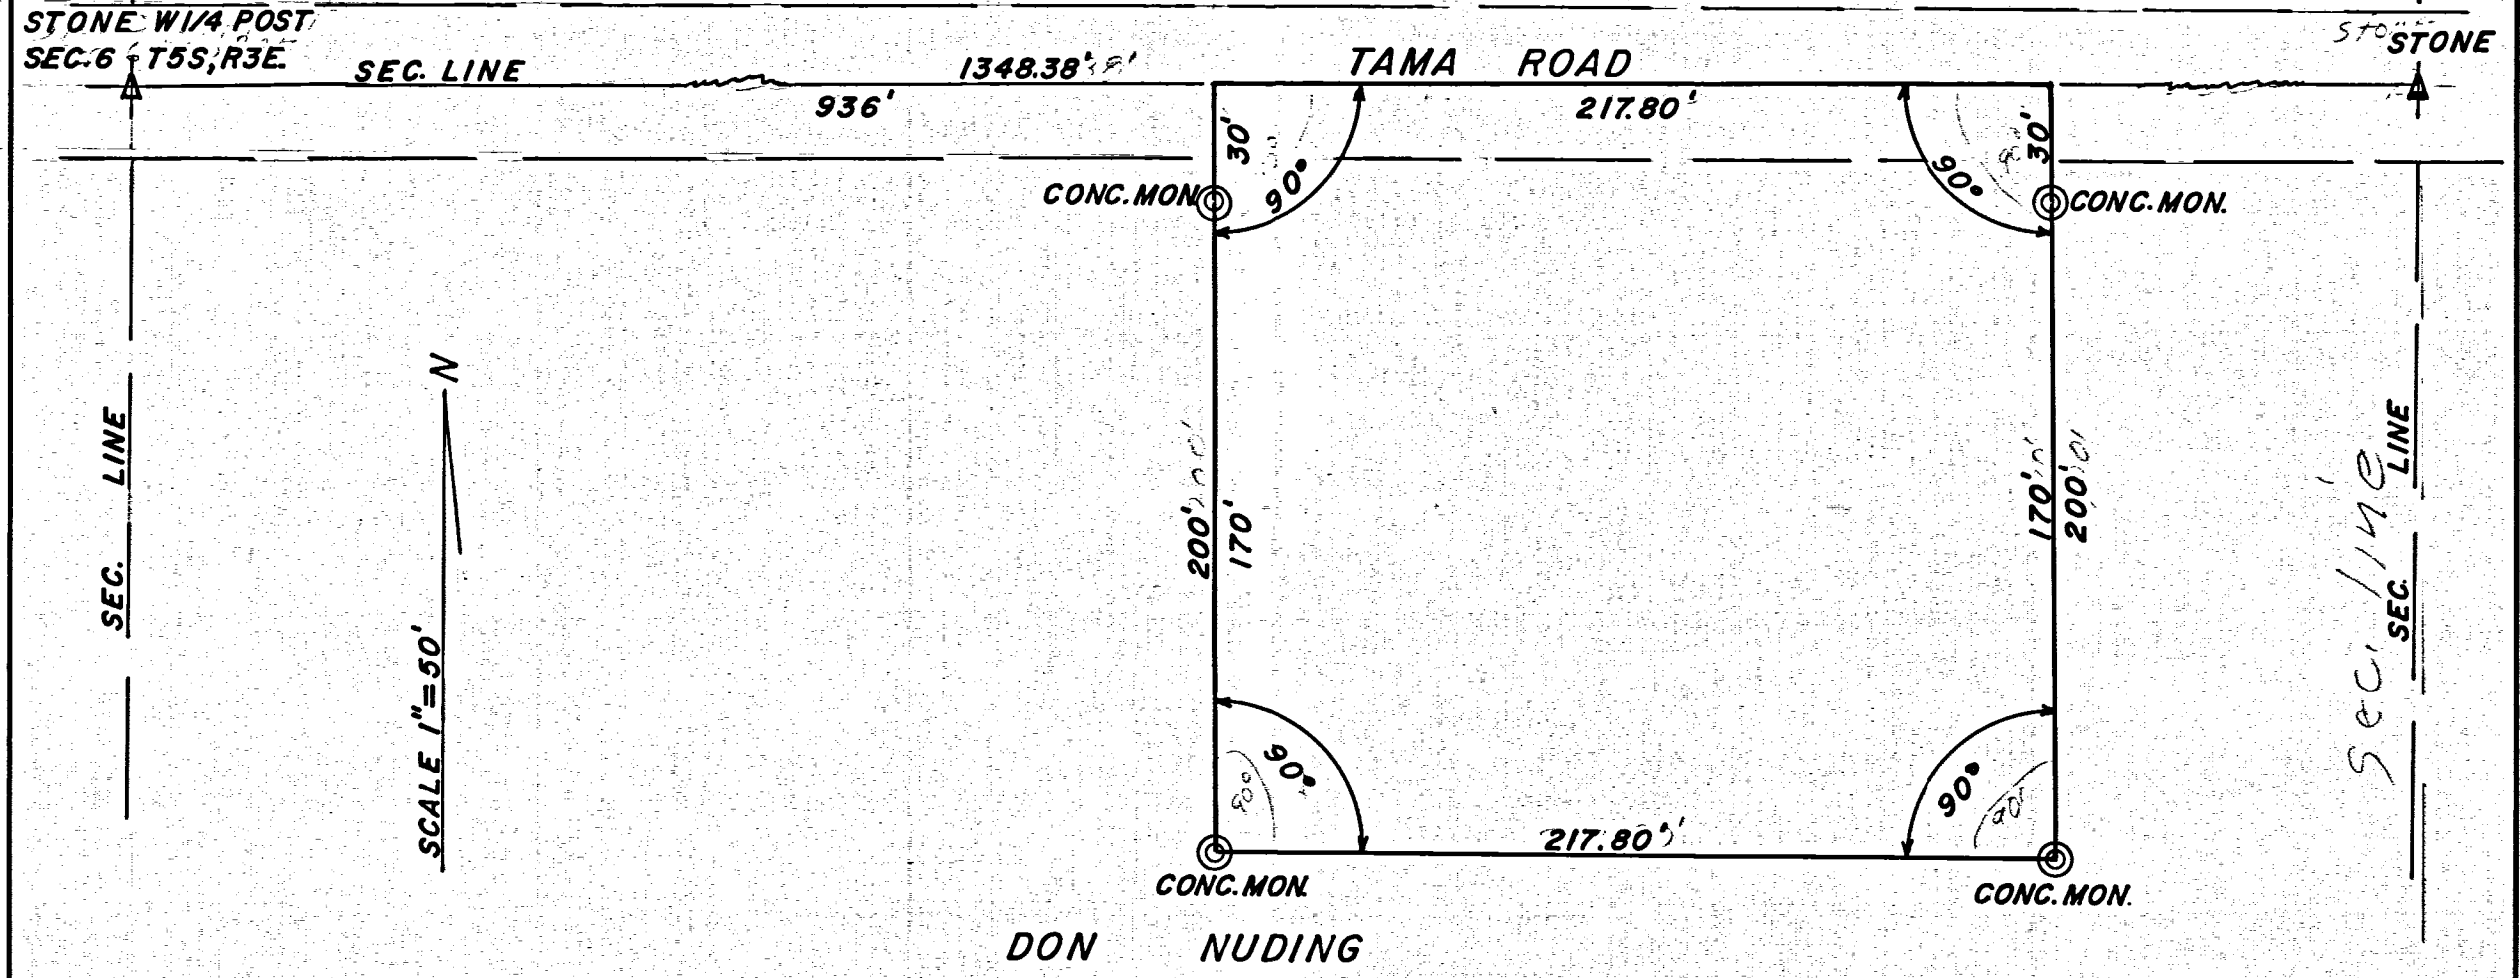 STONE W1/4 POST
SEC.6 T5S,R3E.
SEC. LINE
1348.38'
TAMA ROAD
STONE
936'
217.80'
30'
30'
90°
90°
CONC.MON.
CONC.MON.
N
SEC. LINE
SCALE 1"=50'
200'
170'
170'
200'
Sec. line
SEC. LINE
90°
90°
90°
90°
217.80'
CONC.MON.
CONC.MON.
DON NUDING